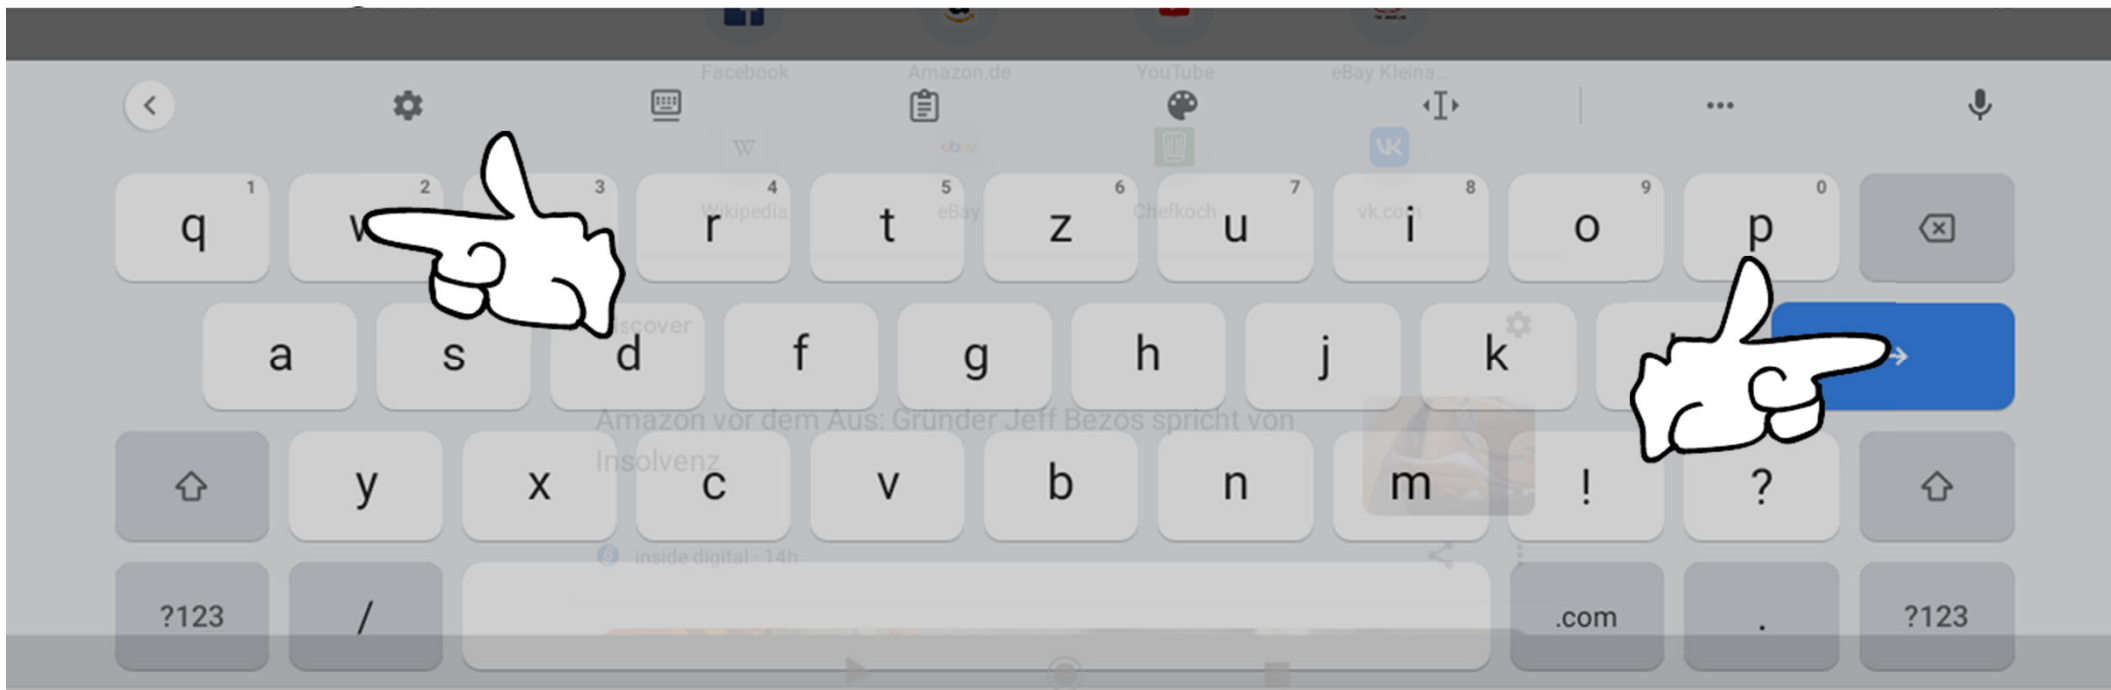 Facebook Amazon.de YouTube eBay Kleina...
1 2 3 4 5 6 7 8 9 0
q w r t z u i o p
Wikipedia eBay Chefkoch vk.com
iscover
a s d f g h j k
Amazon vor dem Aus: Gründer Jeff Bezos spricht von
Insolvenz
y x c v b n m ! ?
inside digital · 14h
?123 / .com . ?123